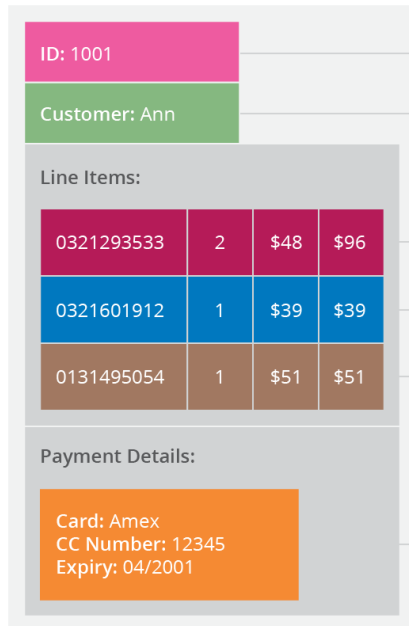 ID: 1001
Customer: Ann
Line Items:
0321293533 2 $48 $96
0321601912 1 $39 $39
0131495054 1 $51 $51
Payment Details:
Card: Amex
CC Number: 12345
Expiry: 04/2001